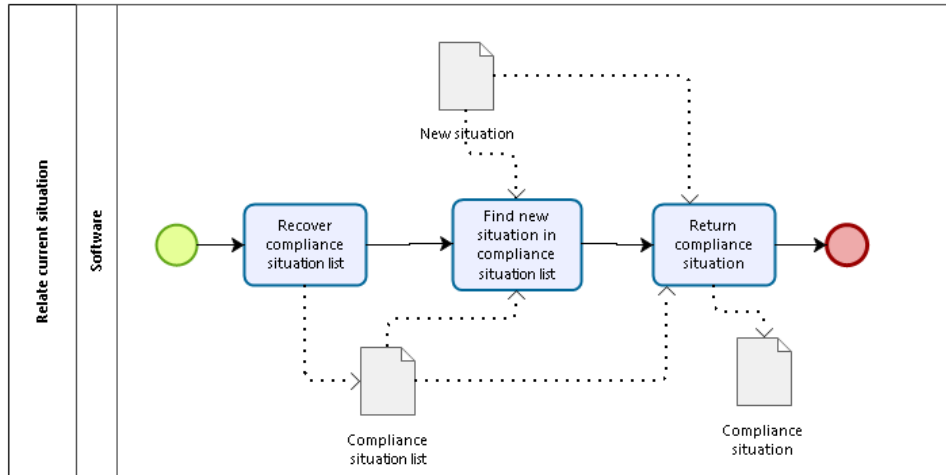 Relate current situation
Software
New situation
Recover
compliance
situation list
Find new
situation in
compliance
situation list
Return
compliance
situation
Compliance
situation list
Compliance
situation